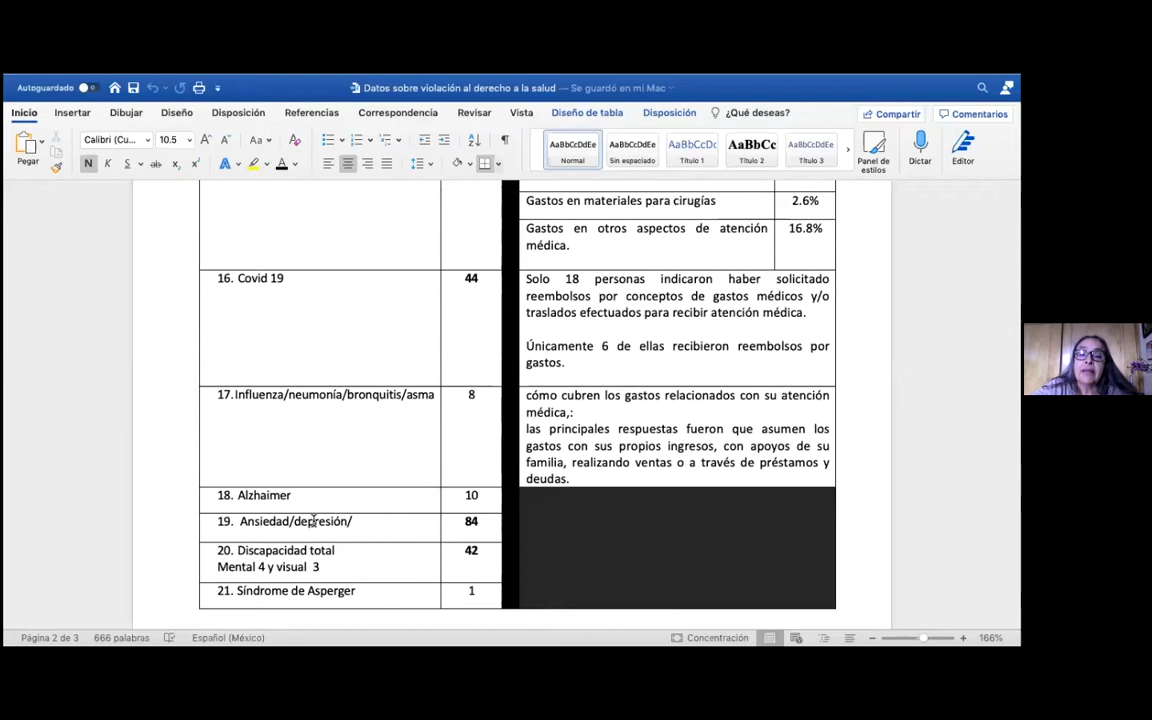 Autoguardado
Datos sobre violación al derecho a la salud — Se guardó en mi Mac
Inicio Insertar Dibujar Diseño Disposición Referencias Correspondencia Revisar Vista Diseño de tabla Disposición ¿Qué deseas? Compartir Comentarios
Pegar
Calibri (Cu... 10.5
N K S
AaBbCcDdEe Normal
AaBbCcDdEe Sin espaciado
AaBbCcDc Título 1
AaBbCc Título 2
AaBbCcDdEe Título 3
Panel de estilos
Dictar
Editor
Gastos en materiales para cirugías 2.6%
Gastos en otros aspectos de atención 16.8%
médica.
16. Covid 19 44
Solo 18 personas indicaron haber solicitado
reembolsos por conceptos de gastos médicos y/o
traslados efectuados para recibir atención médica.
Únicamente 6 de ellas recibieron reembolsos por
gastos.
17. Influenza/neumonía/bronquitis/asma 8
cómo cubren los gastos relacionados con su atención
médica,:
las principales respuestas fueron que asumen los
gastos con sus propios ingresos, con apoyos de su
familia, realizando ventas o a través de préstamos y
deudas.
18. Alzhaimer 10
19. Ansiedad/depresión/ 84
20. Discapacidad total 42
Mental 4 y visual 3
21. Síndrome de Asperger 1
Página 2 de 3 666 palabras Español (México) Concentración 166%